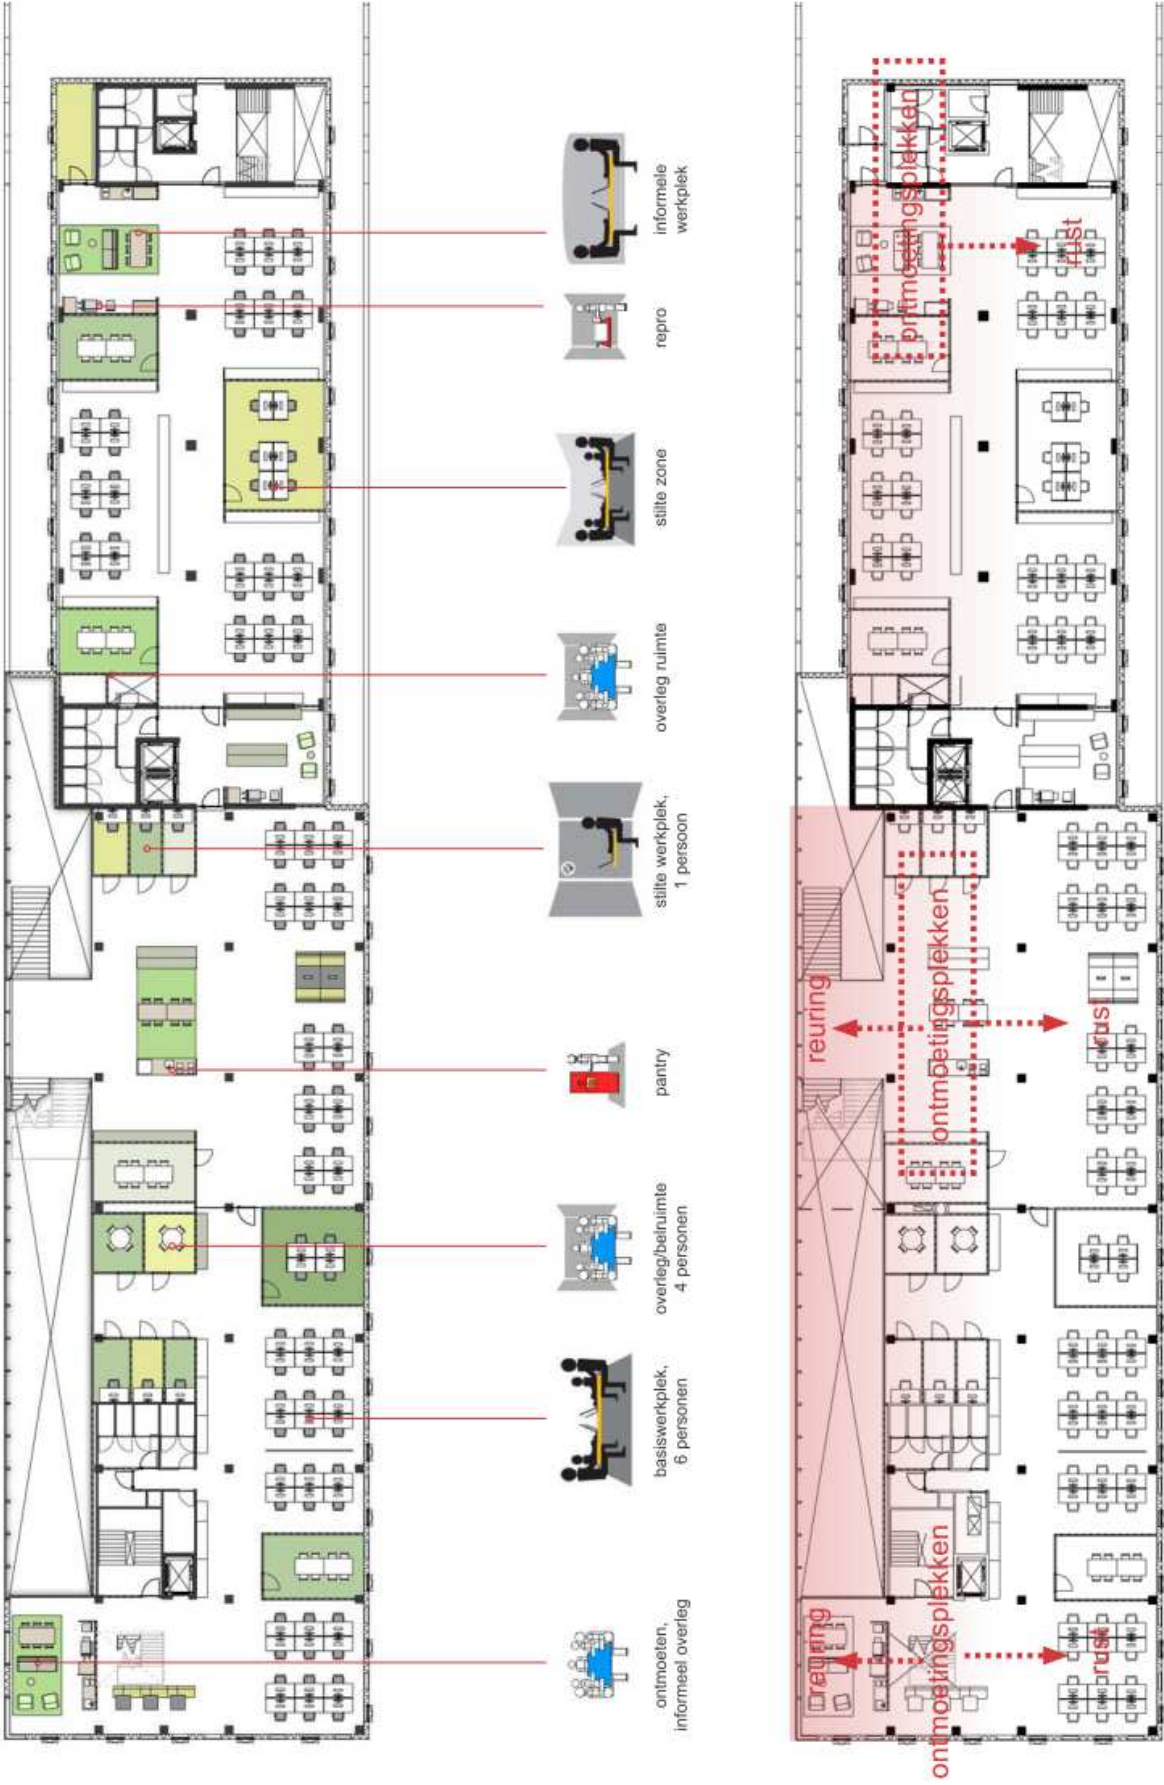 ontmoeten,
informeel overleg
basiswerkplek,
6 personen
overleg/belruimte
4 personen
pantry
stilte werkplek,
1 persoon
overleg ruimte
stilte zone
repro
informele
werkplek
reuring
ontmoetingsplekken
rust
reuring
ontmoetingsplekken
rust
ontmoetingsplekken
rust